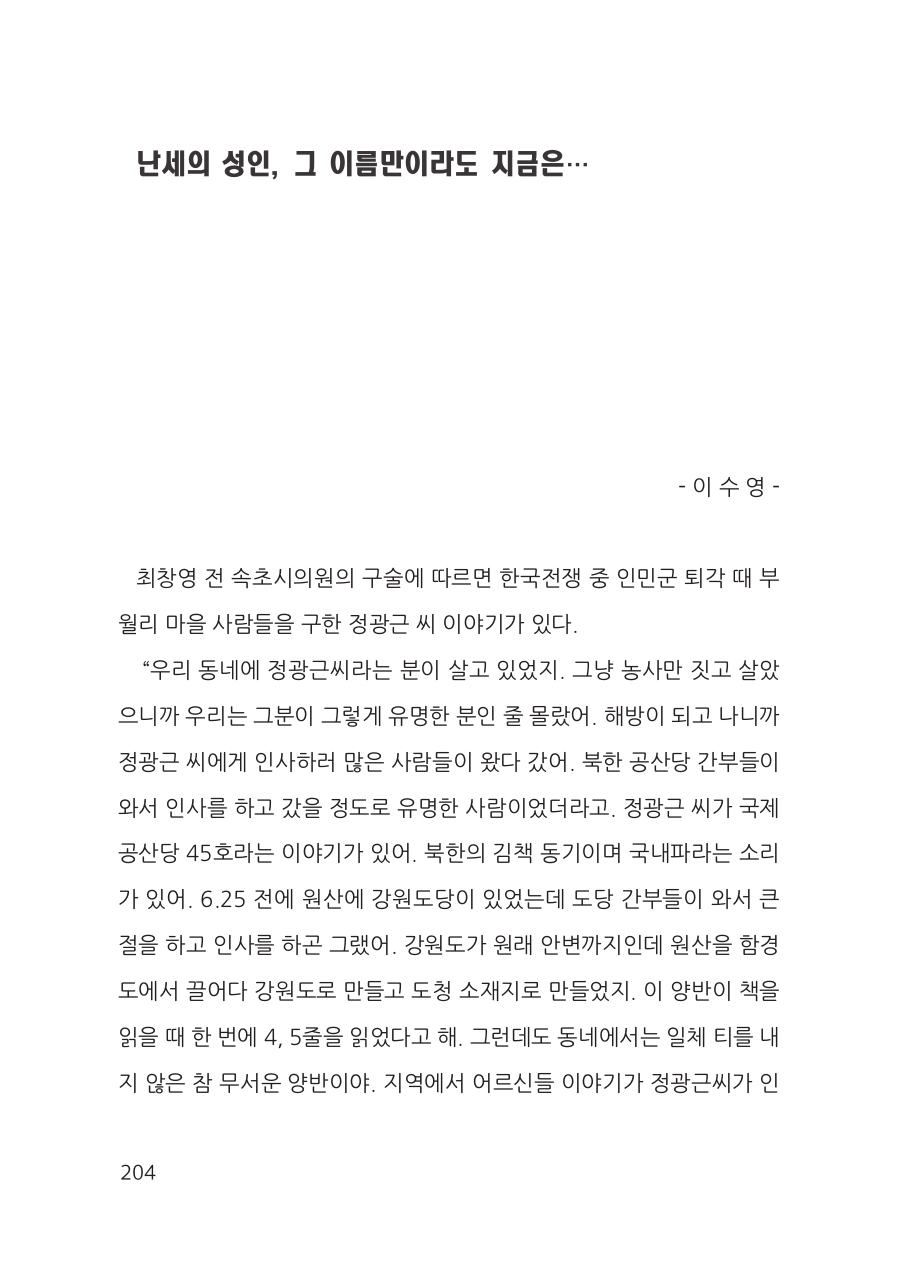 난세의 성인, 그 이름만이라도 지금은…
- 이 수 영 -
최창영 전 속초시의원의 구술에 따르면 한국전쟁 중 인민군 퇴각 때 부
월리 마을 사람들을 구한 정광근 씨 이야기가 있다.
“우리 동네에 정광근씨라는 분이 살고 있었지. 그냥 농사만 짓고 살았
으니까 우리는 그분이 그렇게 유명한 분인 줄 몰랐어. 해방이 되고 나니까
정광근 씨에게 인사하러 많은 사람들이 왔다 갔어. 북한 공산당 간부들이
와서 인사를 하고 갔을 정도로 유명한 사람이었더라고. 정광근 씨가 국제
공산당 45호라는 이야기가 있어. 북한의 김책 동기이며 국내파라는 소리
가 있어. 6.25 전에 원산에 강원도당이 있었는데 도당 간부들이 와서 큰
절을 하고 인사를 하곤 그랬어. 강원도가 원래 안변까지인데 원산을 함경
도에서 끌어다 강원도로 만들고 도청 소재지로 만들었지. 이 양반이 책을
읽을 때 한 번에 4, 5줄을 읽었다고 해. 그런데도 동네에서는 일체 티를 내
지 않은 참 무서운 양반이야. 지역에서 어르신들 이야기가 정광근씨가 인
204